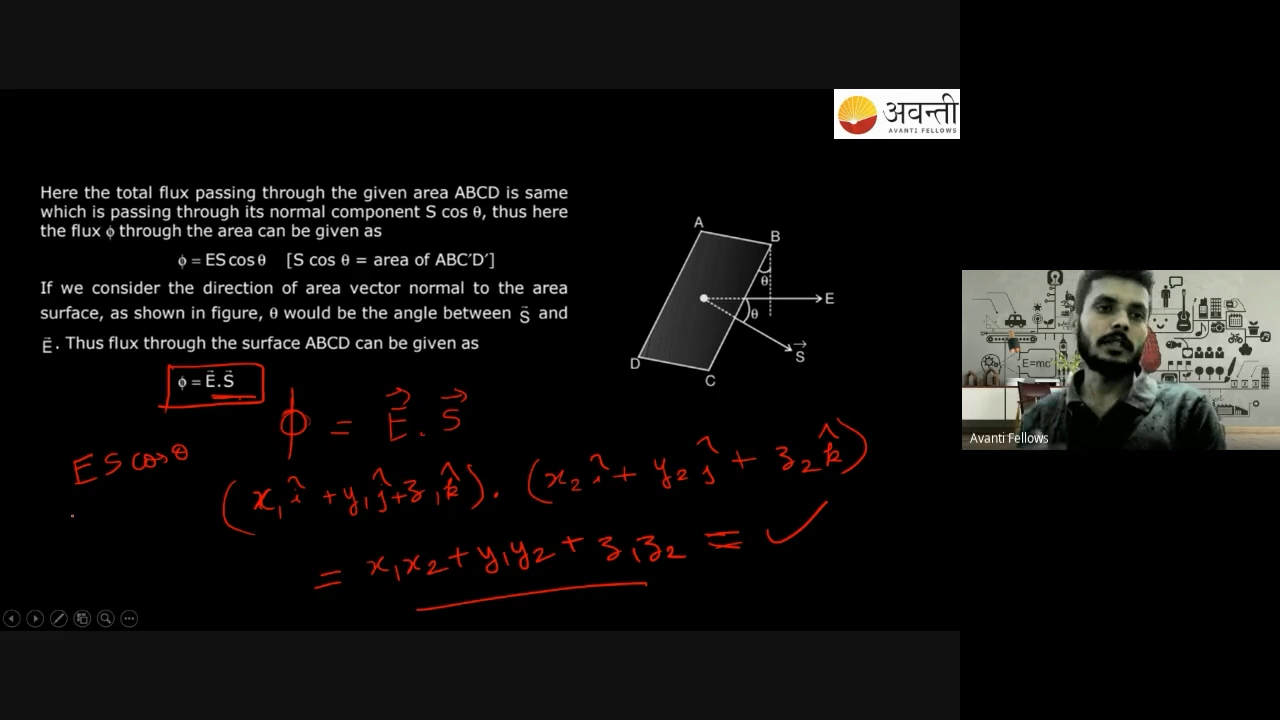 अवन्ती
AVANTI FELLOWS
Here the total flux passing through the given area ABCD is same
which is passing through its normal component S cos θ, thus here
the flux ϕ through the area can be given as
ϕ = ES cos θ [S cos θ = area of ABC′D′]
If we consider the direction of area vector normal to the area
surface, as shown in figure, θ would be the angle between S⃗ and
E⃗. Thus flux through the surface ABCD can be given as
ϕ = E⃗.S⃗
A
B
θ
E
θ
S⃗
D
C
ϕ = E⃗ . S⃗
E S cos θ
(x₁î + y₁ĵ + z₁k̂) . (x₂î + y₂ĵ + z₂k̂)
= x₁x₂ + y₁y₂ + z₁z₂ =
E=mc²
Avanti Fellows